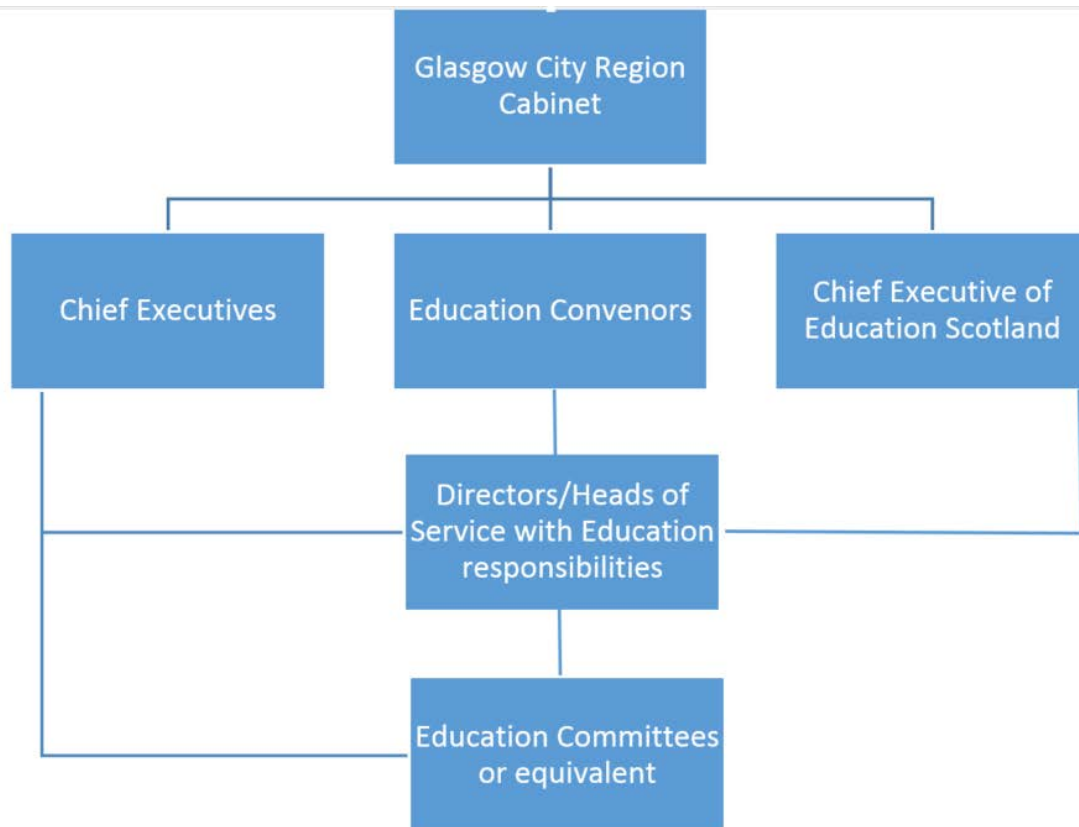 Glasgow City Region
Cabinet
Chief Executives
Education Convenors
Chief Executive of
Education Scotland
Directors/Heads of
Service with Education
responsibilities
Education Committees
or equivalent